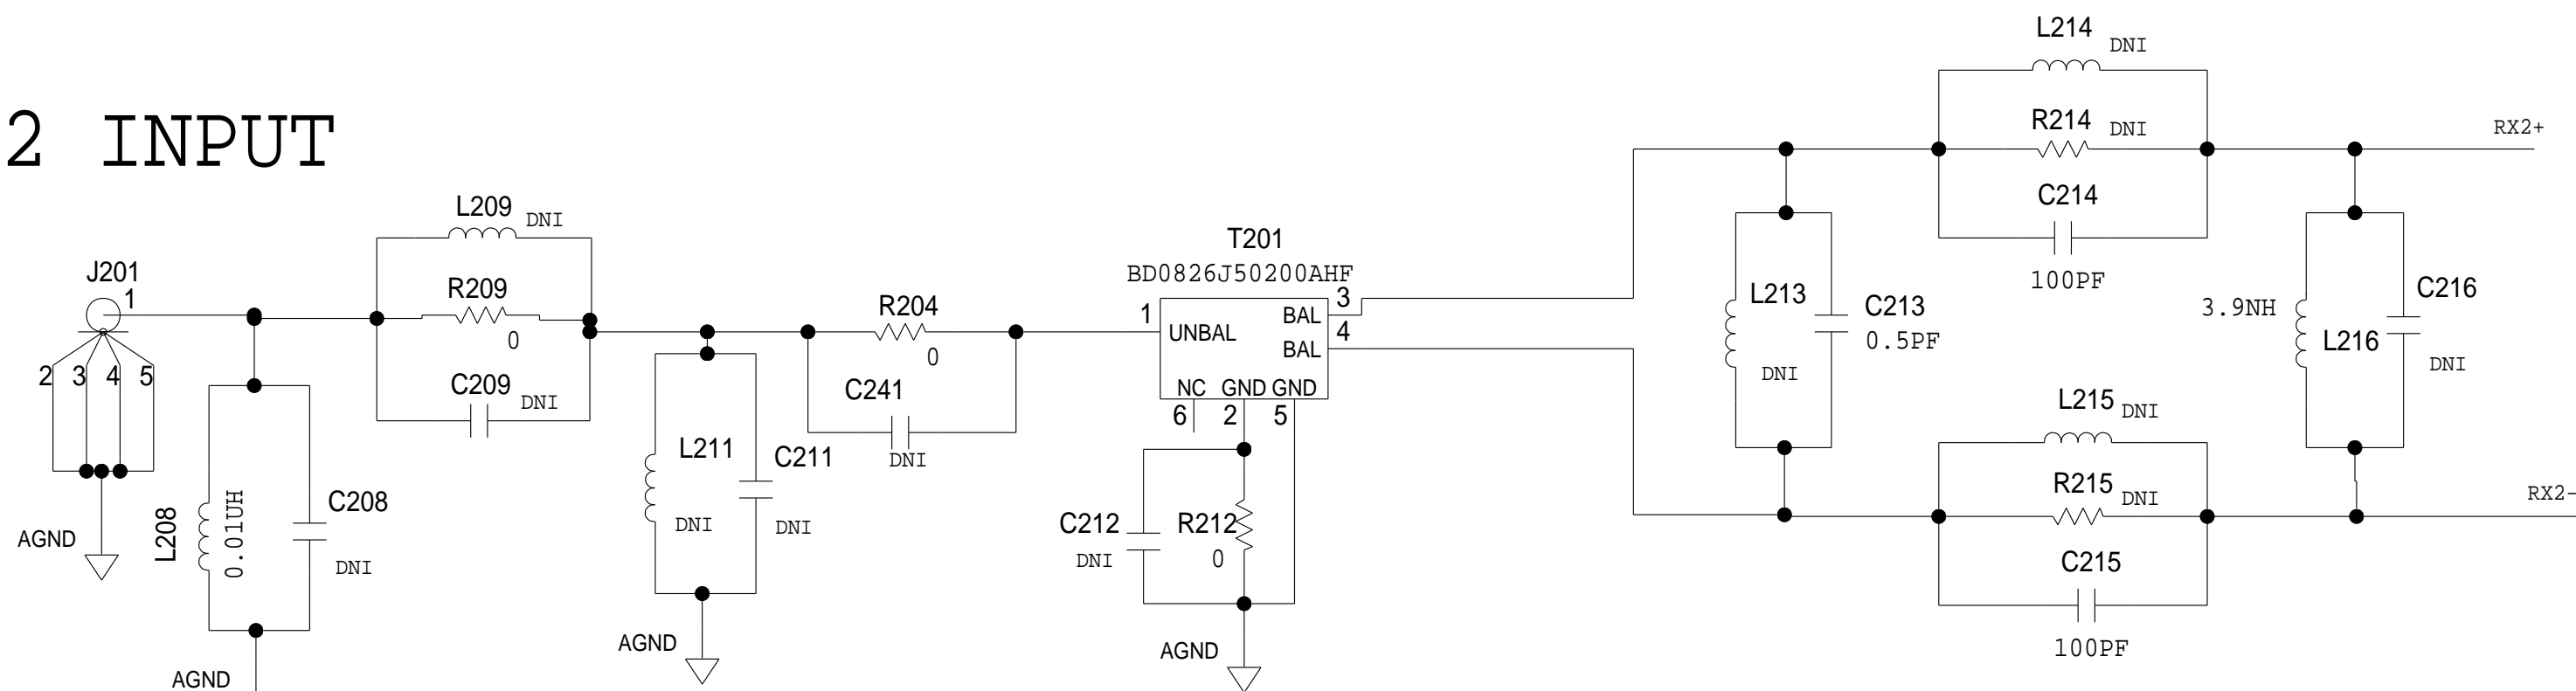 2 INPUT
J201
1
2
3
4
5
AGND
L208
0.01UH
C208
DNI
AGND
L209
DNI
R209
0
C209
DNI
L211
DNI
C211
DNI
AGND
R204
0
C241
DNI
T201
BD0826J50200AHF
1
UNBAL
BAL
3
BAL
4
NC
GND
GND
6
2
5
C212
DNI
R212
0
AGND
L213
DNI
C213
0.5PF
L214
DNI
R214
DNI
C214
100PF
L215
DNI
R215
DNI
C215
100PF
3.9NH
L216
C216
DNI
RX2+
RX2-